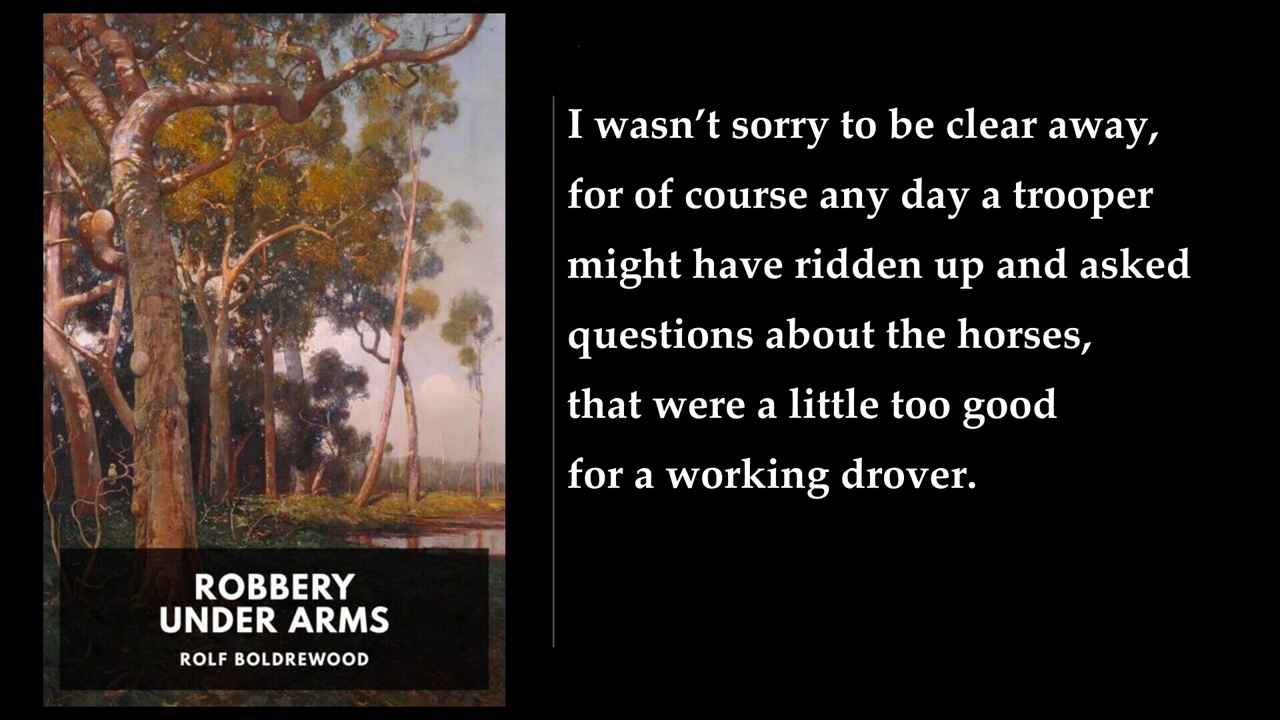 I wasn’t sorry to be clear away,
for of course any day a trooper
might have ridden up and asked
questions about the horses,
that were a little too good
for a working drover.
ROBBERY
UNDER ARMS
ROLF BOLDREWOOD